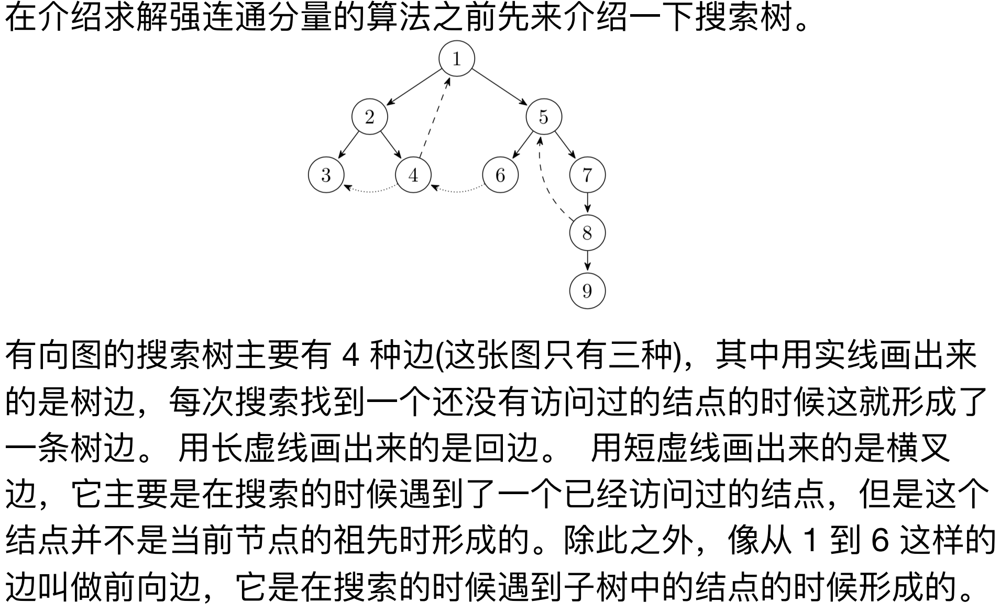 在介绍求解强连通分量的算法之前先来介绍一下搜索树。
1
2
5
3
4
6
7
8
9
有向图的搜索树主要有 4 种边(这张图只有三种)，其中用实线画出来
的是树边，每次搜索找到一个还没有访问过的结点的时候这就形成了
一条树边。 用长虚线画出来的是回边。 用短虚线画出来的是横叉
边，它主要是在搜索的时候遇到了一个已经访问过的结点，但是这个
结点并不是当前节点的祖先时形成的。除此之外，像从 1 到 6 这样的
边叫做前向边，它是在搜索的时候遇到子树中的结点的时候形成的。